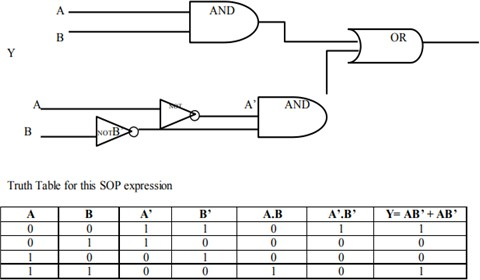 A AND
B OR
Y
A NOT A' AND
B NOT B'
Truth Table for this SOP expression
A B A' B' A.B A'.B' Y= AB' + AB'
0 0 1 1 0 1 1
0 1 1 0 0 0 0
1 0 0 1 0 0 0
1 1 0 0 1 0 1